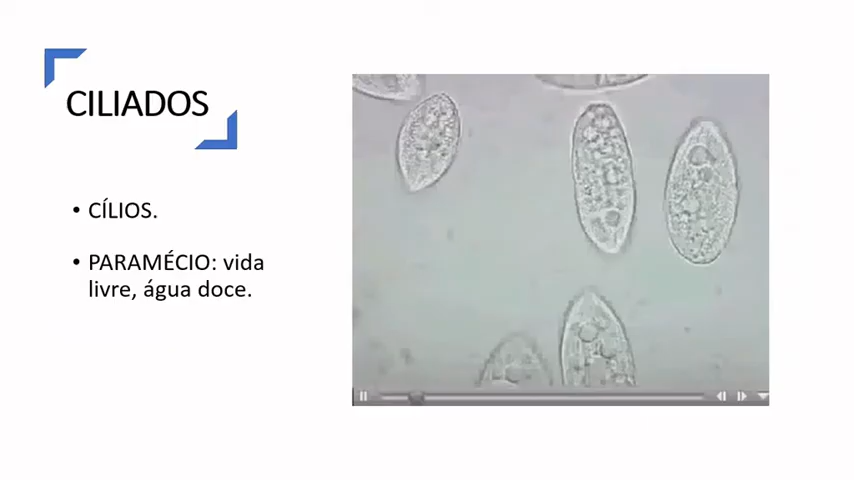 CILIADOS
• CÍLIOS.
• PARAMÉCIO: vida
livre, água doce.